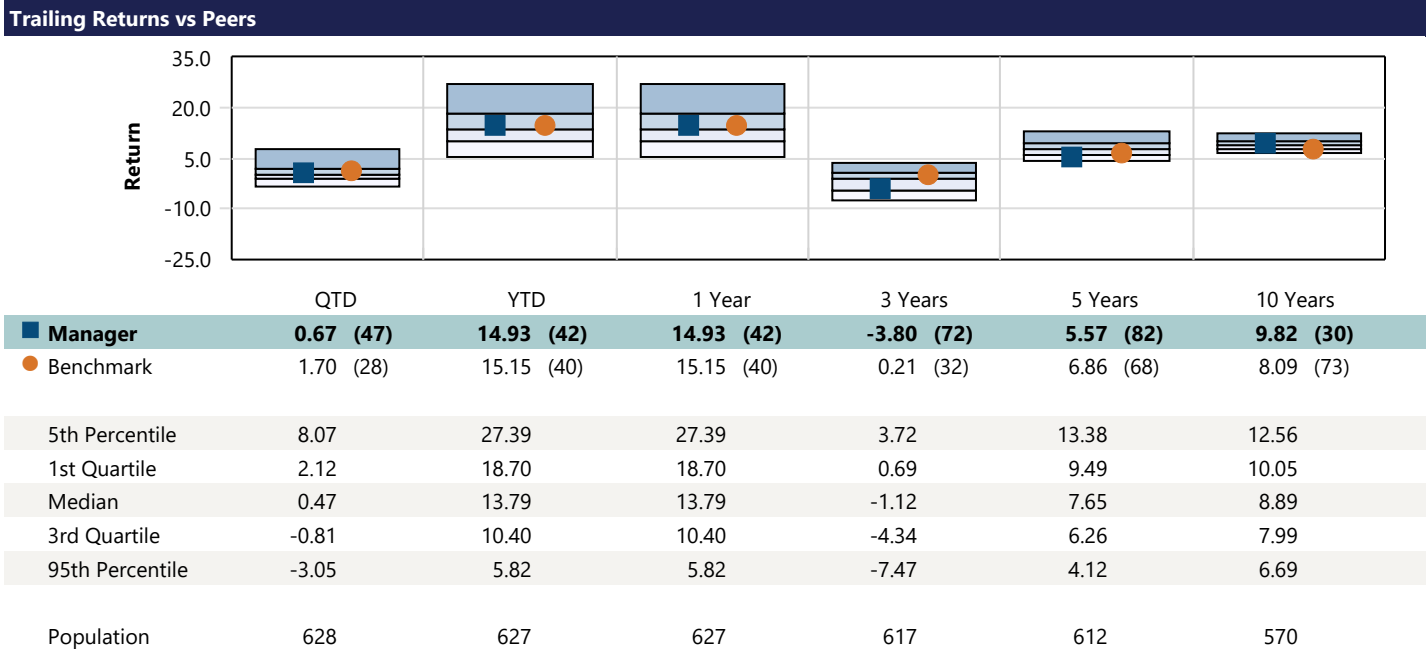 Trailing Returns vs Peers
35.0
20.0
5.0
-10.0
-25.0
Return
QTD YTD 1 Year 3 Years 5 Years 10 Years
Manager 0.67 (47) 14.93 (42) 14.93 (42) -3.80 (72) 5.57 (82) 9.82 (30)
Benchmark 1.70 (28) 15.15 (40) 15.15 (40) 0.21 (32) 6.86 (68) 8.09 (73)
5th Percentile 8.07 27.39 27.39 3.72 13.38 12.56
1st Quartile 2.12 18.70 18.70 0.69 9.49 10.05
Median 0.47 13.79 13.79 -1.12 7.65 8.89
3rd Quartile -0.81 10.40 10.40 -4.34 6.26 7.99
95th Percentile -3.05 5.82 5.82 -7.47 4.12 6.69
Population 628 627 627 617 612 570